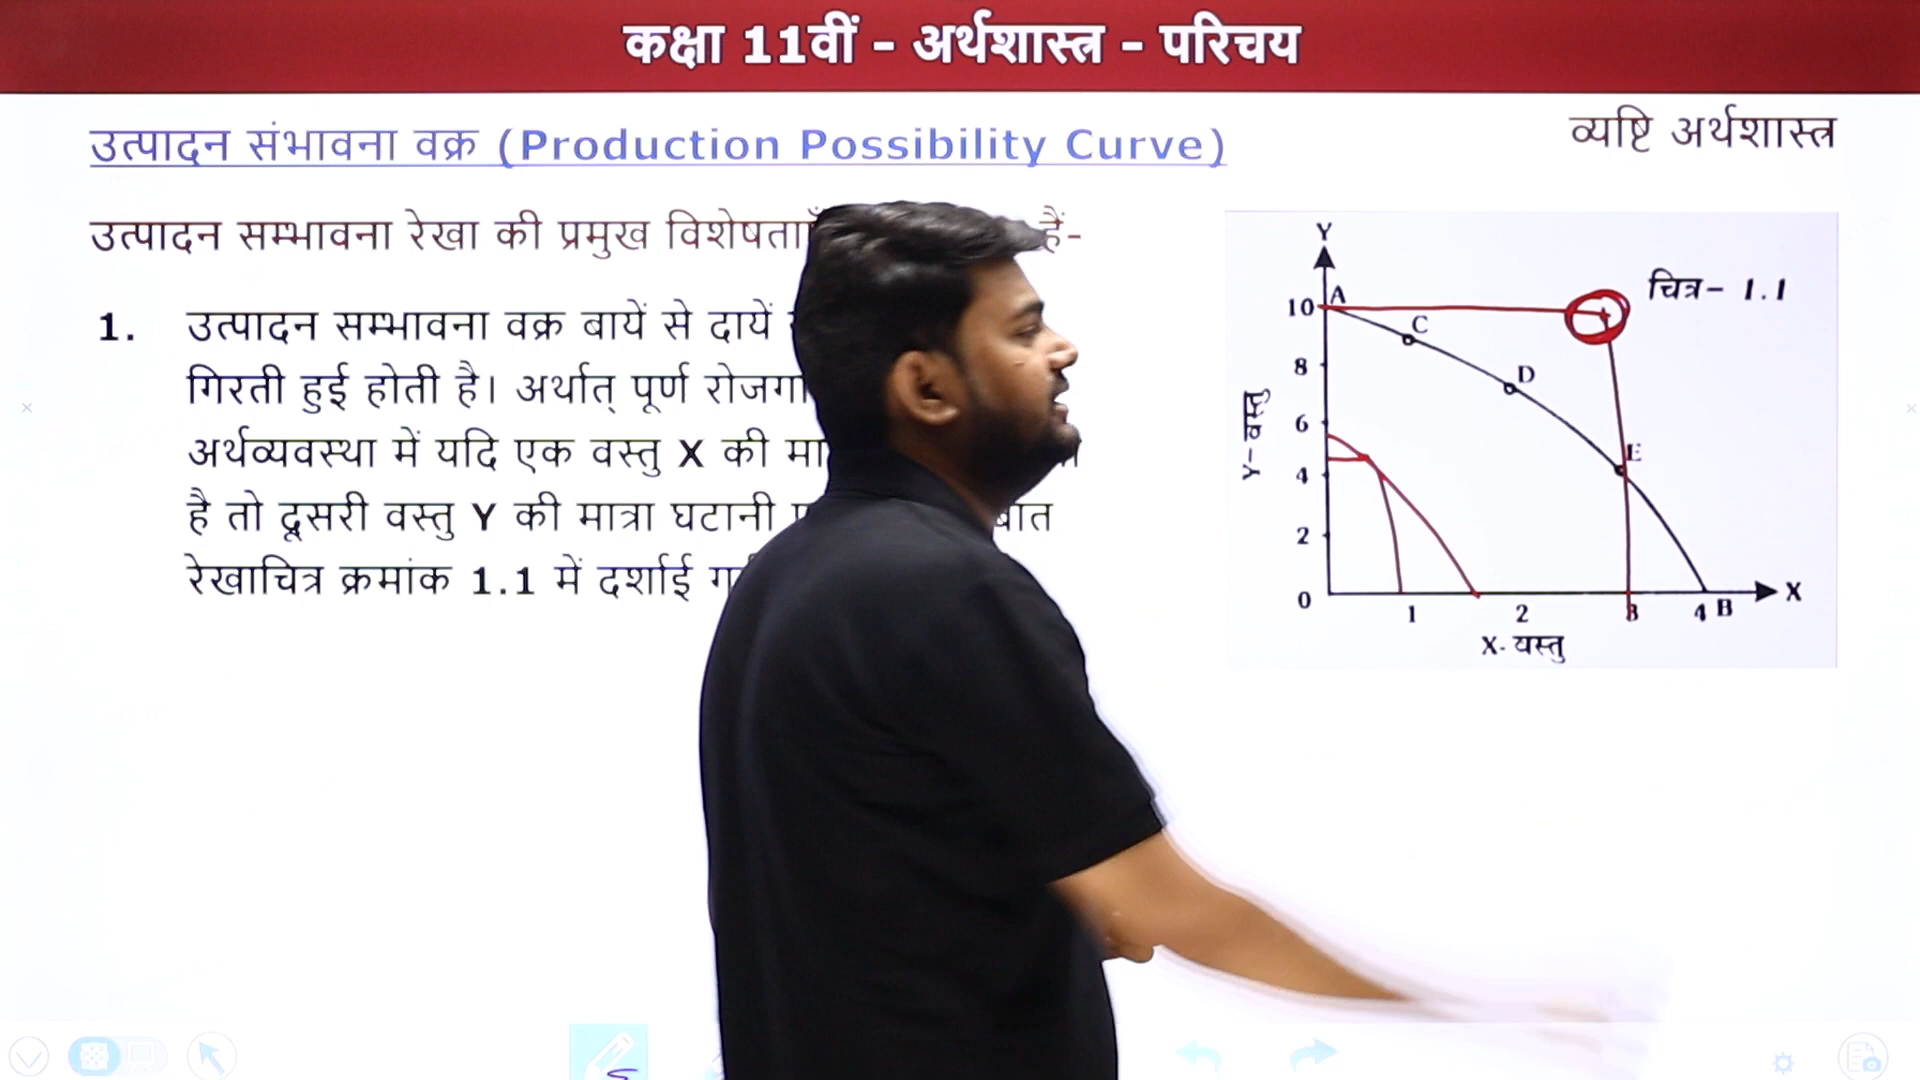 कक्षा 11वीं - अर्थशास्त्र - परिचय
उत्पादन संभावना वक्र (Production Possibility Curve)
व्यष्टि अर्थशास्त्र
उत्पादन सम्भावना रेखा की प्रमुख हैं-
1. उत्पादन सम्भावना वक्र बायें से दायें
गिरती हुई होती है। अर्थात् पूर्ण
अर्थव्यवस्था में यदि एक वस्तु X की
है तो दूसरी वस्तु Y की मात्रा घटानी बात
रेखाचित्र क्रमांक 1.1 में दर्शाई
Y
चित्र- 1.1
10 A
C
8
D
6
Y-वस्तु
E
4
2
0
X
1 2 3 4 B
X-वस्तु